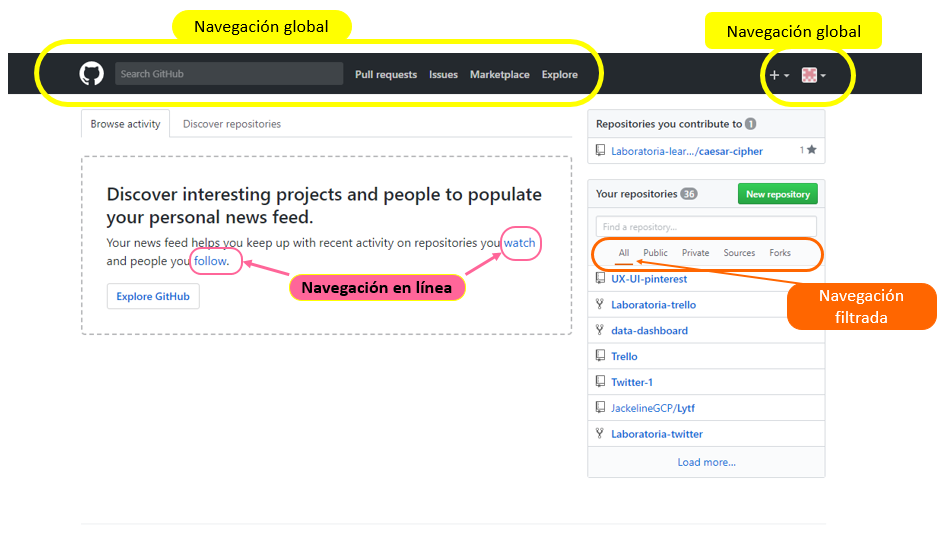 Navegación global
Navegación global
Search GitHub
Pull requests Issues Marketplace Explore
Browse activity Discover repositories
Discover interesting projects and people to populate
your personal news feed.
Your news feed helps you keep up with recent activity on repositories you watch
and people you follow.
Navegación en línea
Explore GitHub
Repositories you contribute to 1
Laboratoria-lear…/caesar-cipher 1
Your repositories 36 New repository
Find a repository...
All Public Private Sources Forks
Navegación
filtrada
UX-UI-pinterest
Laboratoria-trello
data-dashboard
Trello
Twitter-1
JackelineGCP/Lytf
Laboratoria-twitter
Load more...